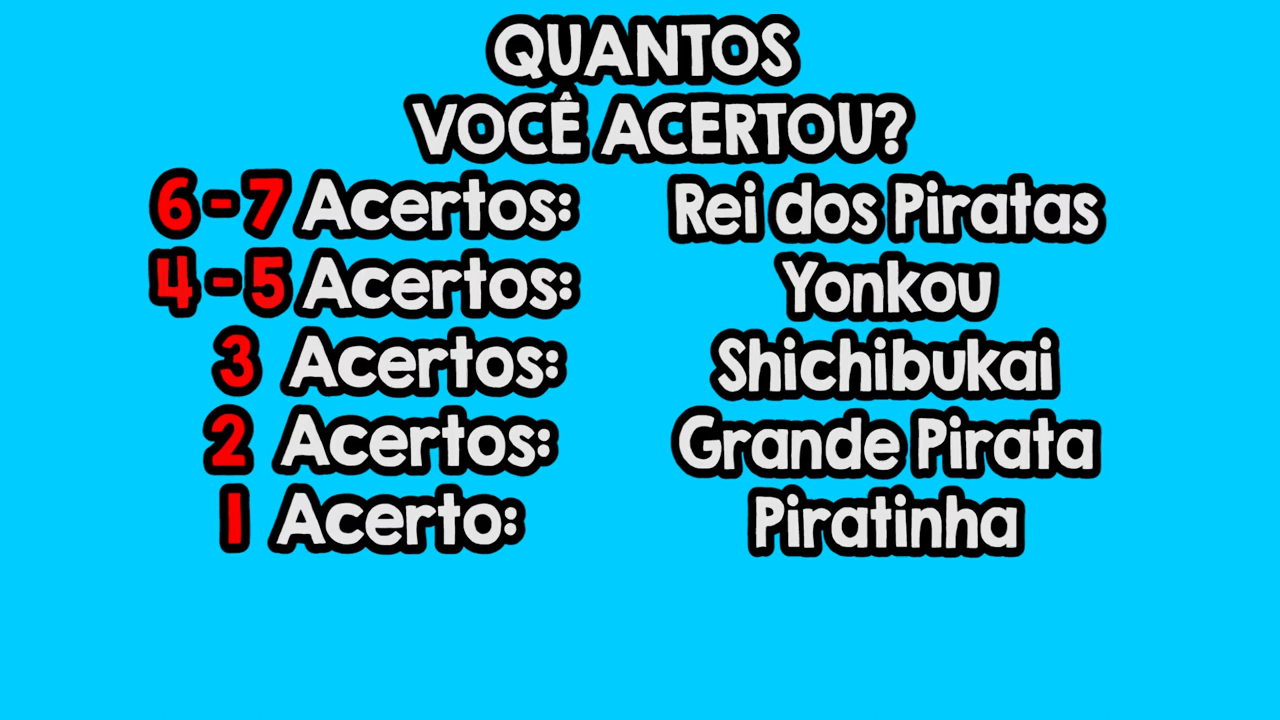 QUANTOS
VOCÊ ACERTOU?
6-7 Acertos: Rei dos Piratas
4-5 Acertos: Yonkou
3 Acertos: Shichibukai
2 Acertos: Grande Pirata
1 Acerto: Piratinha